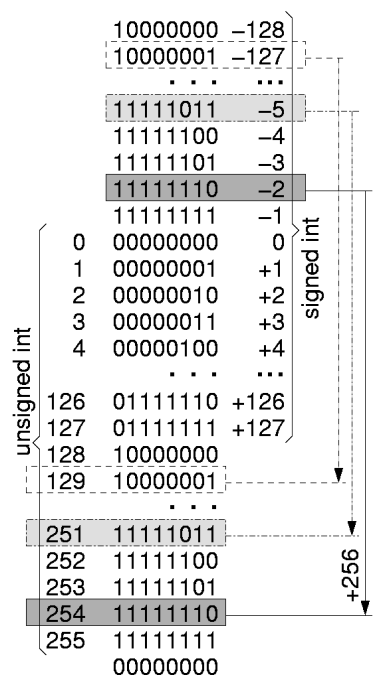 10000000 −128
10000001 −127
. . . ...
11111011 −5
11111100 −4
11111101 −3
11111110 −2
11111111 −1
0 00000000 0
1 00000001 +1
2 00000010 +2
3 00000011 +3
4 00000100 +4
. . . ...
126 01111110 +126
127 01111111 +127
128 10000000
129 10000001
. . .
251 11111011
252 11111100
253 11111101
254 11111110
255 11111111
00000000
unsigned int
signed int
+256